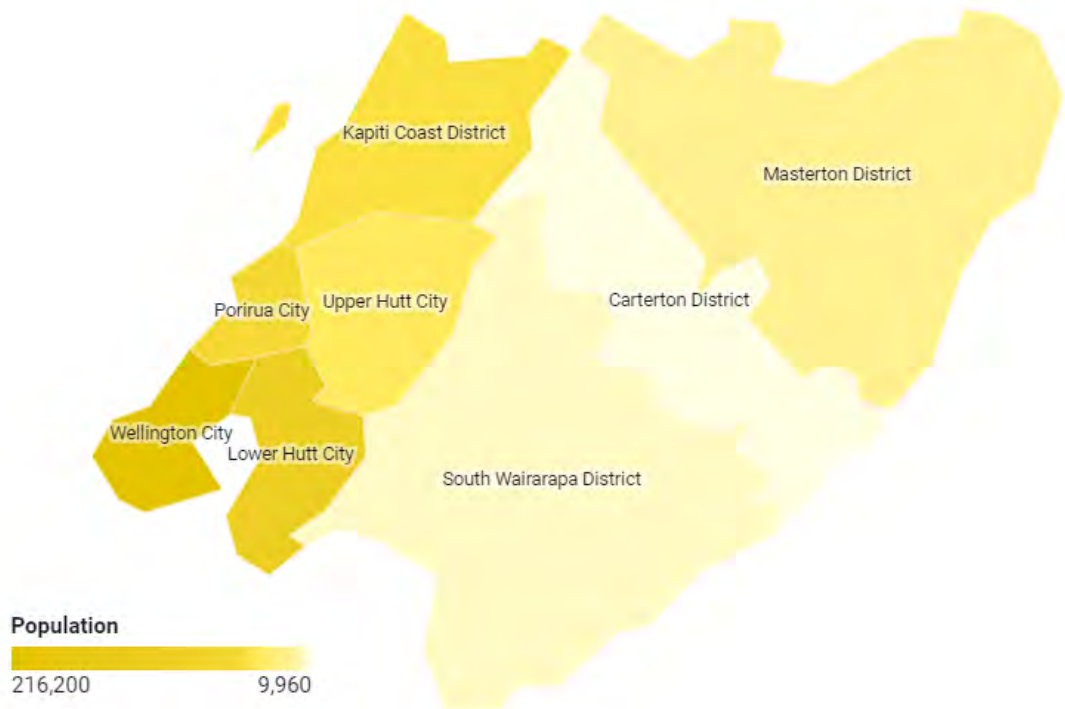 Kapiti Coast District
Masterton District
Carterton District
Upper Hutt City
Porirua City
Wellington City
Lower Hutt City
South Wairarapa District
Population
216,200 9,960